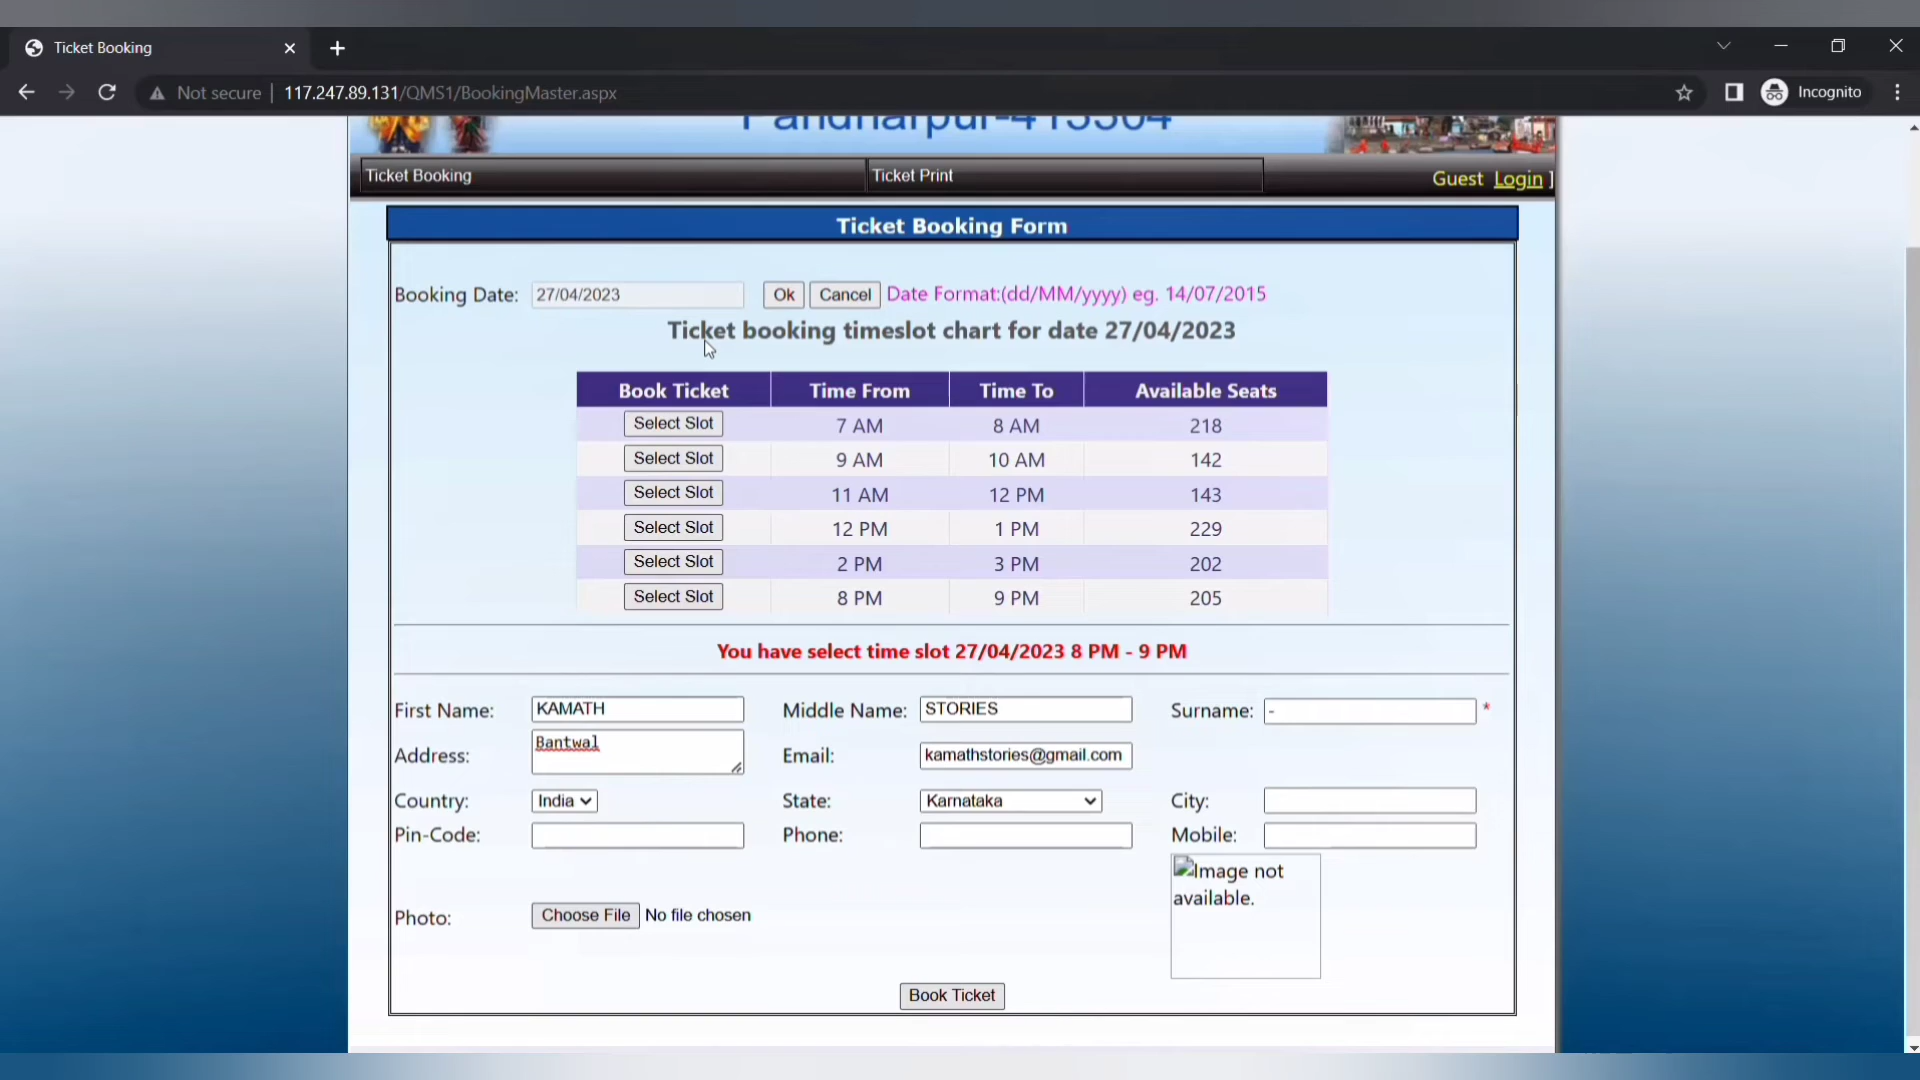 Ticket Booking
Not secure | 117.247.89.131/QMS1/BookingMaster.aspx
Incognito
Pandharpur-413304
Ticket Booking Ticket Print Guest Login ]
Ticket Booking Form
Booking Date: 27/04/2023 Ok Cancel Date Format:(dd/MM/yyyy) eg. 14/07/2015
Ticket booking timeslot chart for date 27/04/2023
Book Ticket Time From Time To Available Seats
Select Slot 7 AM 8 AM 218
Select Slot 9 AM 10 AM 142
Select Slot 11 AM 12 PM 143
Select Slot 12 PM 1 PM 229
Select Slot 2 PM 3 PM 202
Select Slot 8 PM 9 PM 205
You have select time slot 27/04/2023 8 PM - 9 PM
First Name: KAMATH Middle Name: STORIES Surname: - *
Address: Bantwal Email: kamathstories@gmail.com
Country: India State: Karnataka City:
Pin-Code: Phone: Mobile:
Image not
available.
Photo: Choose File No file chosen
Book Ticket